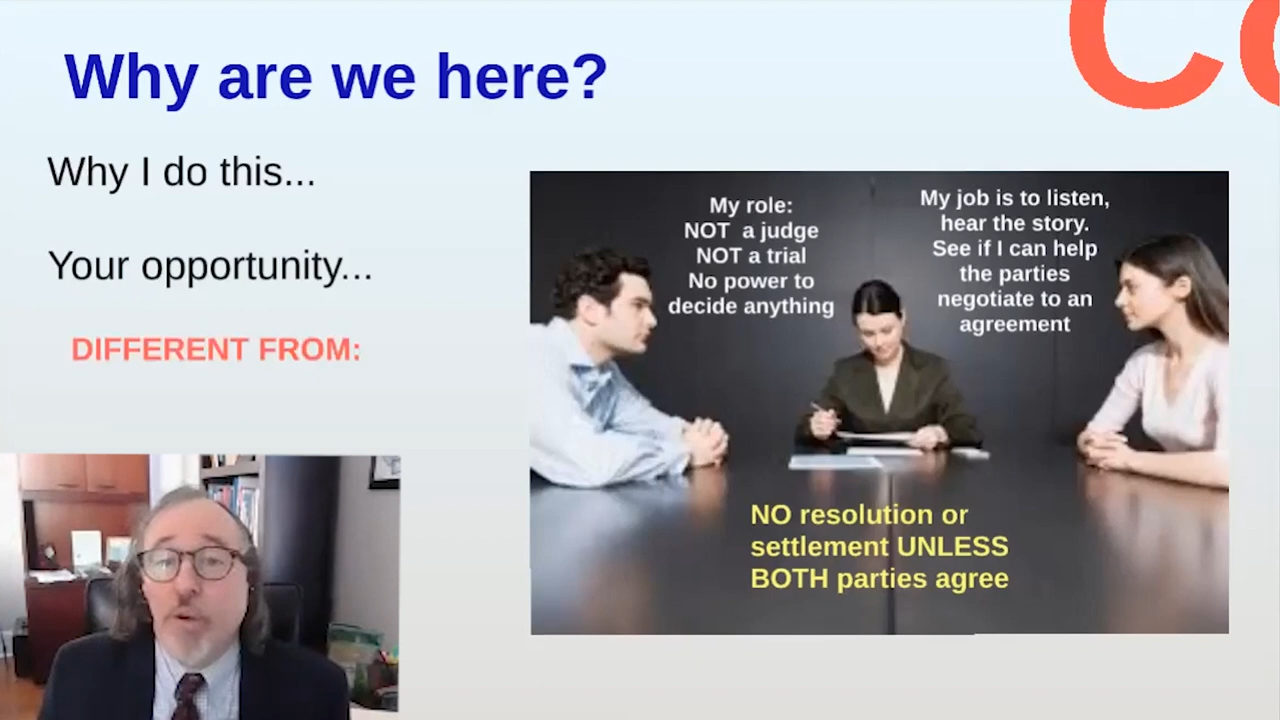 Why are we here?
Co
Why I do this...
Your opportunity...
DIFFERENT FROM:
My role:
NOT a judge
NOT a trial
No power to
decide anything
My job is to listen,
hear the story.
See if I can help
the parties
negotiate to an
agreement
NO resolution or
settlement UNLESS
BOTH parties agree